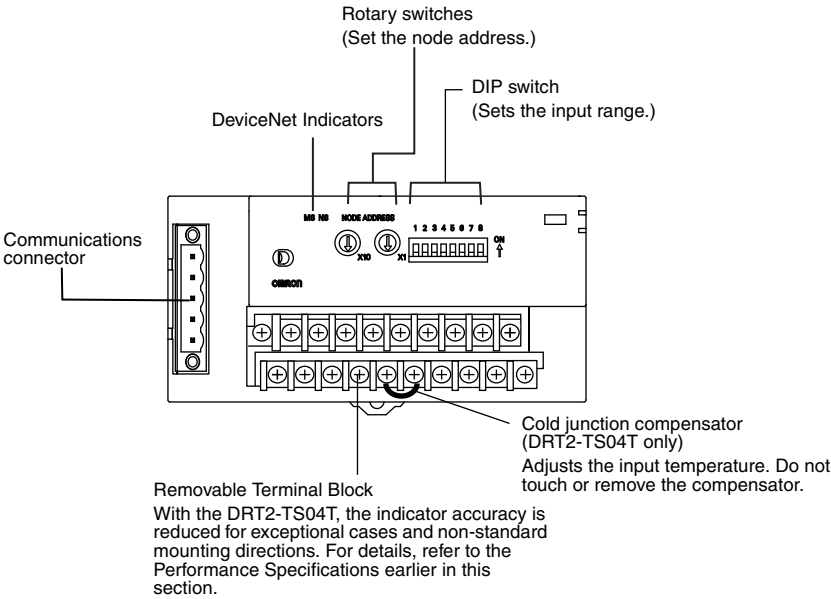 Rotary switches
(Set the node address.)
DIP switch
(Sets the input range.)
DeviceNet Indicators
MS NS
NODE ADDRESS
1 2 3 4 5 6 7 8
ON
X10
X1
OMRON
Communications
connector
Cold junction compensator
(DRT2-TS04T only)
Adjusts the input temperature. Do not
touch or remove the compensator.
Removable Terminal Block
With the DRT2-TS04T, the indicator accuracy is
reduced for exceptional cases and non-standard
mounting directions. For details, refer to the
Performance Specifications earlier in this
section.